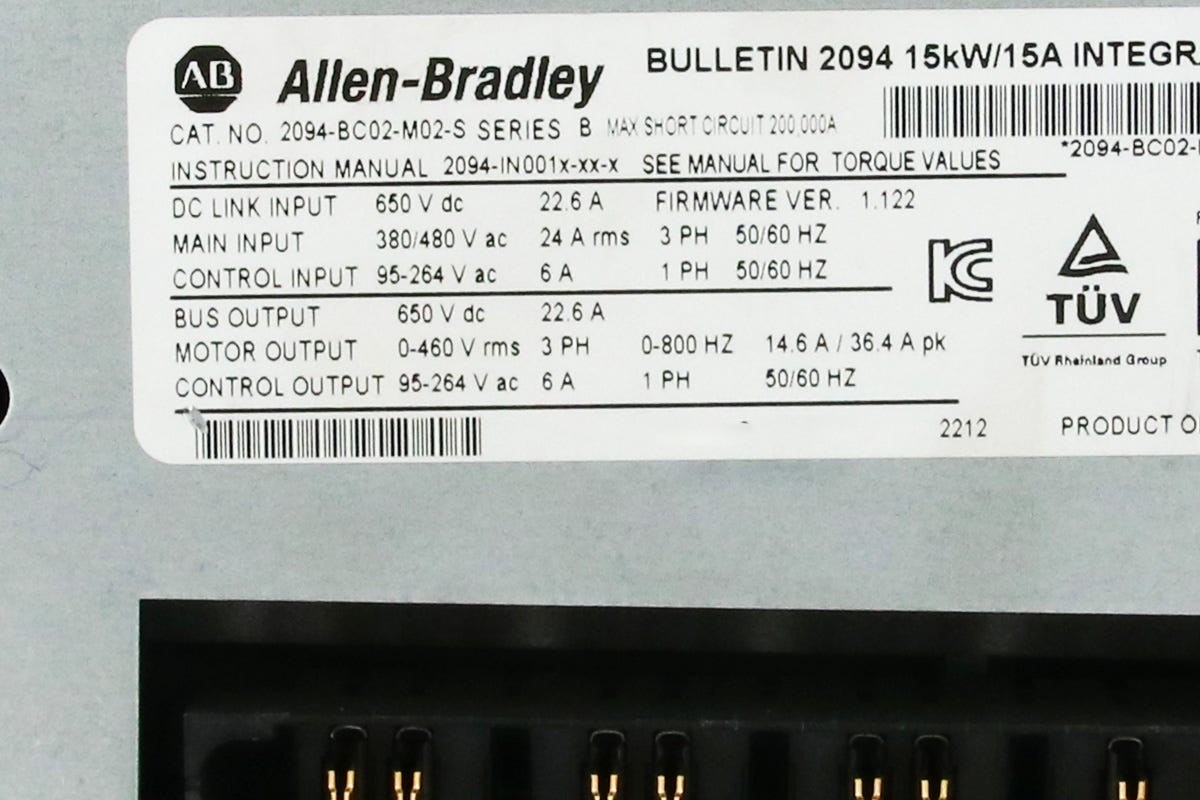 AB Allen-Bradley BULLETIN 2094 15kW/15A INTEGR
CAT. NO. 2094-BC02-M02-S SERIES B MAX SHORT CIRCUIT 200,000A
*2094-BC02-
INSTRUCTION MANUAL 2094-IN001x-xx-x SEE MANUAL FOR TORQUE VALUES
DC LINK INPUT 650 V dc 22.6 A FIRMWARE VER. 1.122
MAIN INPUT 380/480 V ac 24 A rms 3 PH 50/60 HZ
CONTROL INPUT 95-264 V ac 6 A 1 PH 50/60 HZ
BUS OUTPUT 650 V dc 22.6 A
MOTOR OUTPUT 0-460 V rms 3 PH 0-800 HZ 14.6 A / 36.4 A pk
CONTROL OUTPUT 95-264 V ac 6 A 1 PH 50/60 HZ
KC
TÜV
TÜV Rheinland Group
2212 PRODUCT O